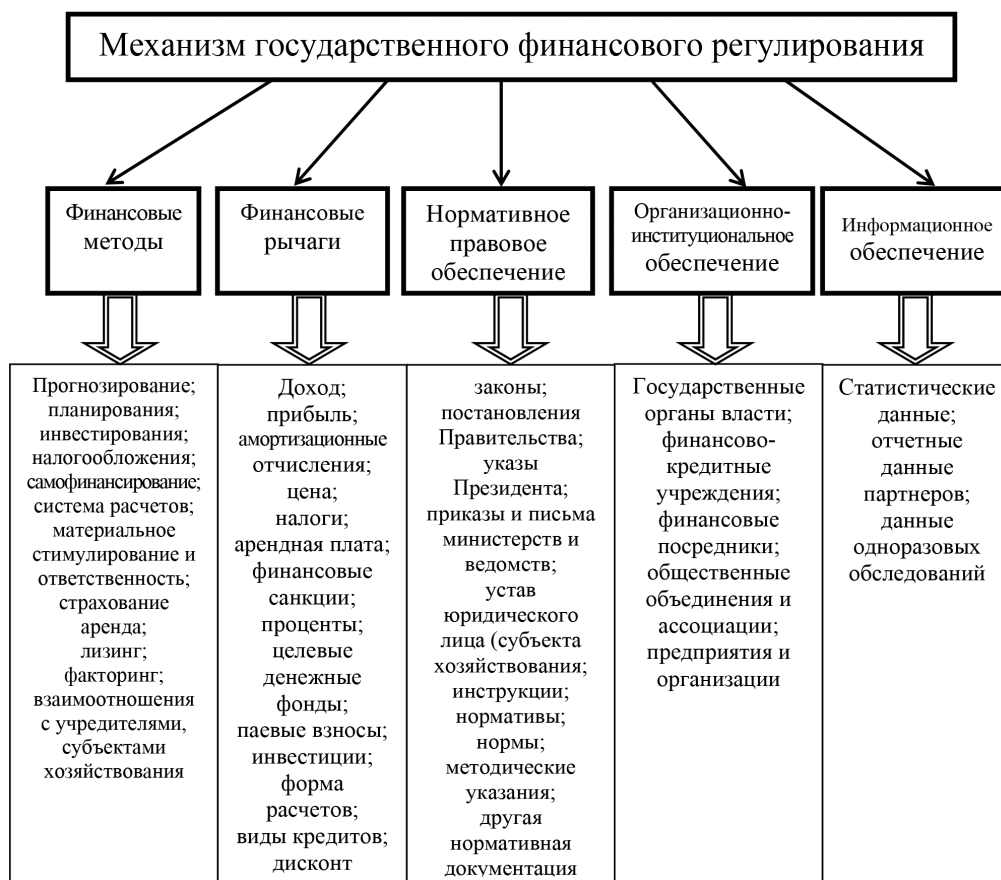 Механизм государственного финансового регулирования
Финансовые
методы
Финансовые
рычаги
Нормативное
правовое
обеспечение
Организационно-
институциональное
обеспечение
Информационное
обеспечение
Прогнозирование;
планирования;
инвестирования;
налогообложения;
самофинансирование;
система расчетов;
материальное
стимулирование и
ответственность;
страхование
аренда;
лизинг;
факторинг;
взаимоотношения
с учредителями,
субъектами
хозяйствования
Доход;
прибыль;
амортизационные
отчисления;
цена;
налоги;
арендная плата;
финансовые
санкции;
проценты;
целевые
денежные
фонды;
паевые взносы;
инвестиции;
форма
расчетов;
виды кредитов;
дисконт
законы;
постановления
Правительства;
указы
Президента;
приказы и письма
министерств и
ведомств;
устав
юридического
лица (субъекта
хозяйствования;
инструкции;
нормативы;
нормы;
методические
указания;
другая
нормативная
документация
Государственные
органы власти;
финансово-
кредитные
учреждения;
финансовые
посредники;
общественные
объединения и
ассоциации;
предприятия и
организации
Статистические
данные;
отчетные
данные
партнеров;
данные
одноразовых
обследований